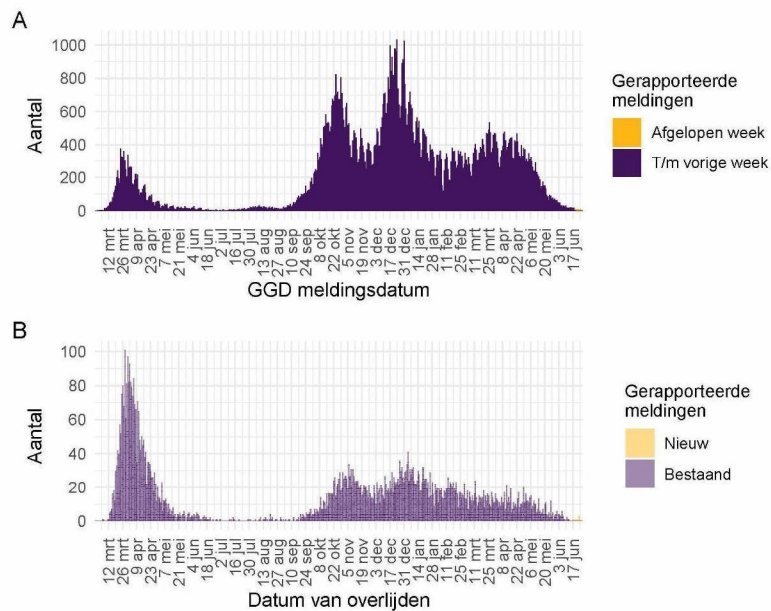 A
1000
800
600
400
200
0
Aantal
12 mrt
26 mrt
9 apr
23 apr
7 mei
21 mei
4 jun
18 jun
2 jul
16 jul
30 jul
13 aug
27 aug
10 sep
24 sep
8 okt
22 okt
5 nov
19 nov
3 dec
17 dec
31 dec
14 jan
28 jan
11 feb
25 feb
11 mrt
25 mrt
8 apr
22 apr
6 mei
20 mei
3 jun
17 jun
GGD meldingsdatum
Gerapporteerde
meldingen
Afgelopen week
T/m vorige week
B
100
80
60
40
20
0
Aantal
12 mrt
26 mrt
9 apr
23 apr
7 mei
21 mei
4 jun
18 jun
2 jul
16 jul
30 jul
13 aug
27 aug
10 sep
24 sep
8 okt
22 okt
5 nov
19 nov
3 dec
17 dec
31 dec
14 jan
28 jan
11 feb
25 feb
11 mrt
25 mrt
8 apr
22 apr
6 mei
20 mei
3 jun
17 jun
Datum van overlijden
Gerapporteerde
meldingen
Nieuw
Bestaand